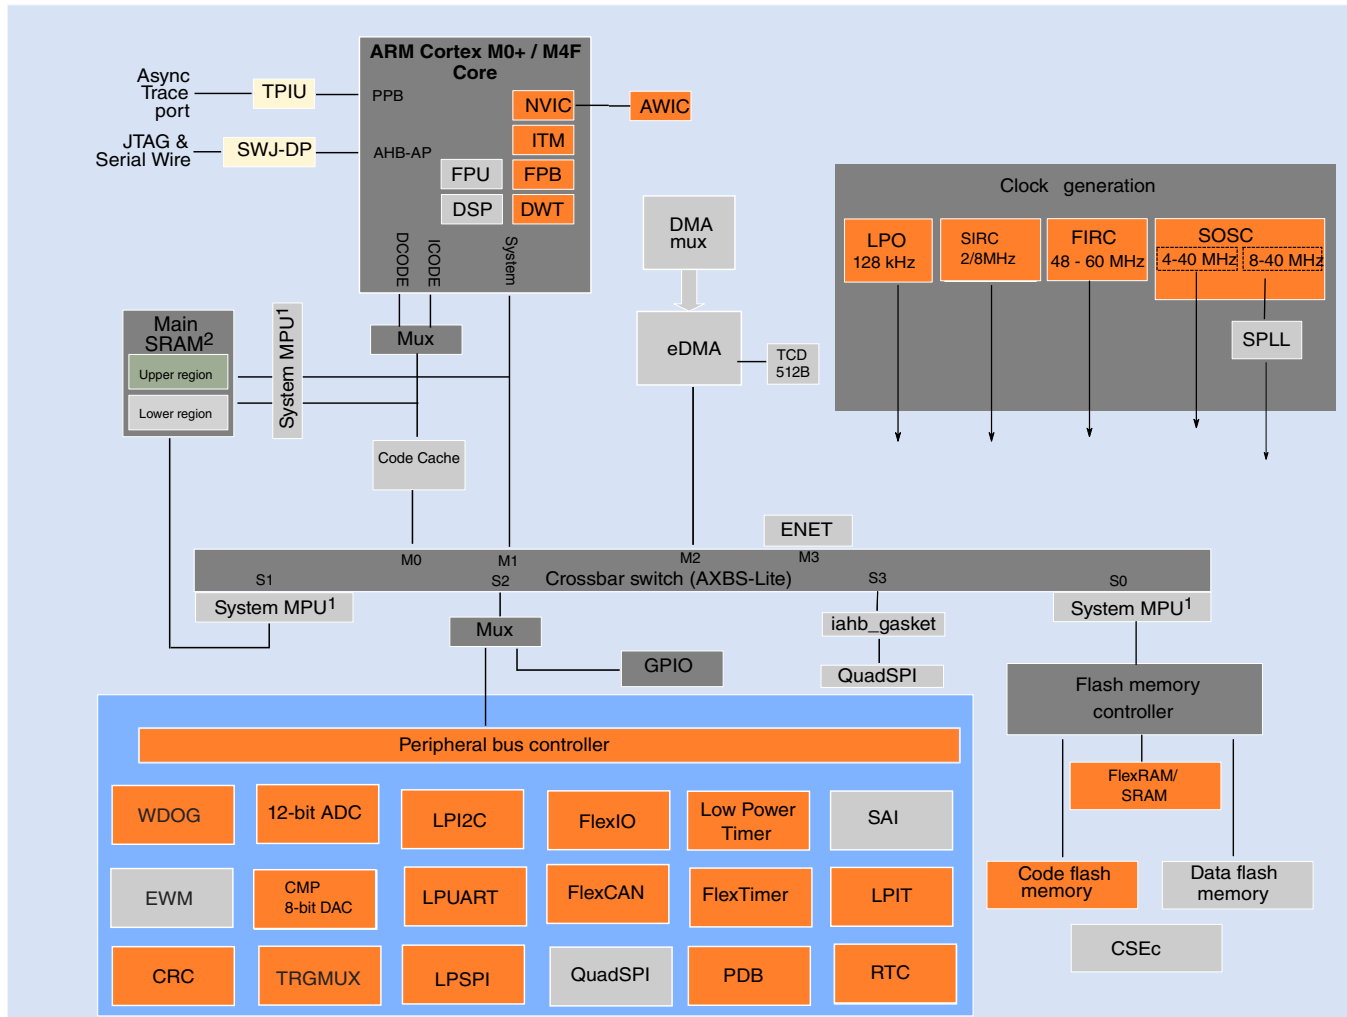 ARM Cortex M0+ / M4F
Core
Async
Trace
port
TPIU
PPB
NVIC
AWIC
ITM
JTAG &
Serial Wire
SWJ-DP
AHB-AP
FPU
FPB
DSP
DWT
DCODE
ICODE
System
Mux
Main
SRAM2
Upper region
Lower region
System MPU1
Code Cache
DMA
mux
eDMA
TCD
512B
Clock generation
LPO
128 kHz
SIRC
2/8MHz
FIRC
48 - 60 MHz
SOSC
4-40 MHz
8-40 MHz
SPLL
ENET
M0
M1
M2
M3
S1
S2
Crossbar switch (AXBS-Lite)
S3
S0
System MPU1
Mux
iahb_gasket
System MPU1
GPIO
QuadSPI
Flash memory
controller
Peripheral bus controller
FlexRAM/
SRAM
WDOG
12-bit ADC
LPI2C
FlexIO
Low Power
Timer
SAI
EWM
CMP
8-bit DAC
LPUART
FlexCAN
FlexTimer
LPIT
Code flash
memory
Data flash
memory
CRC
TRGMUX
LPSPI
QuadSPI
PDB
RTC
CSEc